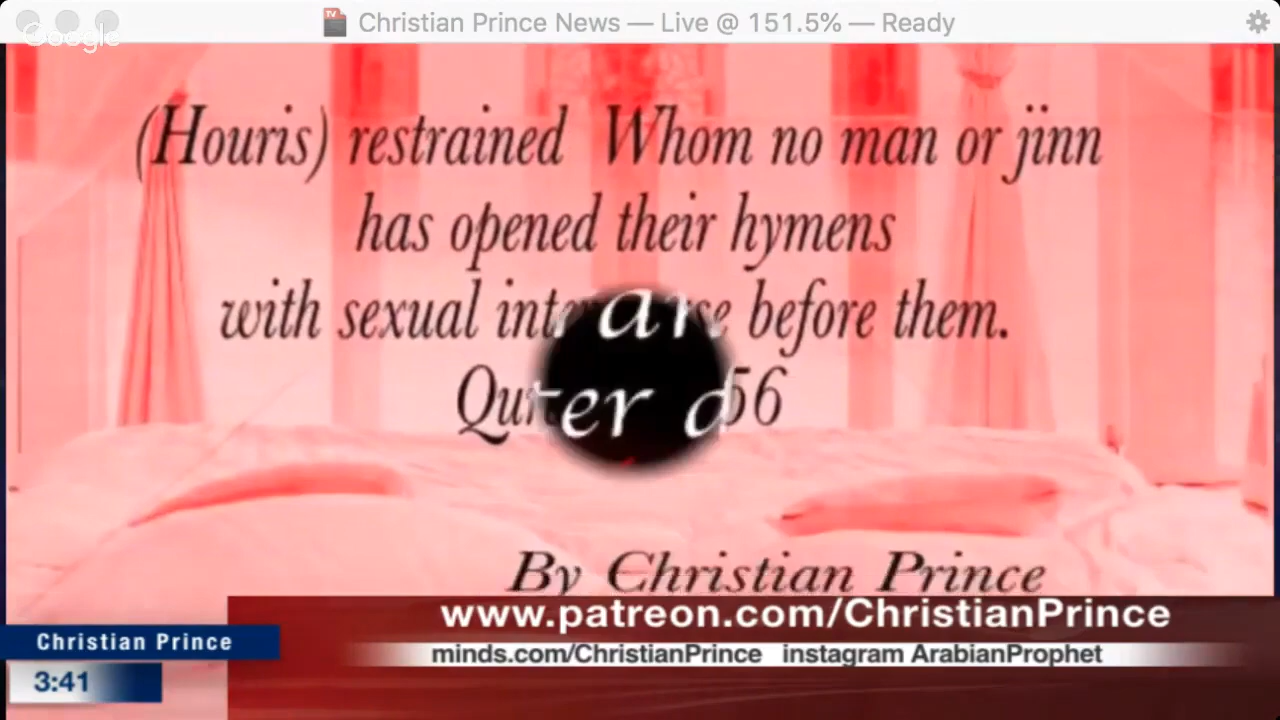 Christian Prince News — Live @ 151.5% — Ready
Google
TV
(Houris) restrained Whom no man or jinn
has opened their hymens
with sexual before them.
56
By Christian Prince
www.patreon.com/ChristianPrince
minds.com/ChristianPrince instagram ArabianProphet
Christian Prince
3:41